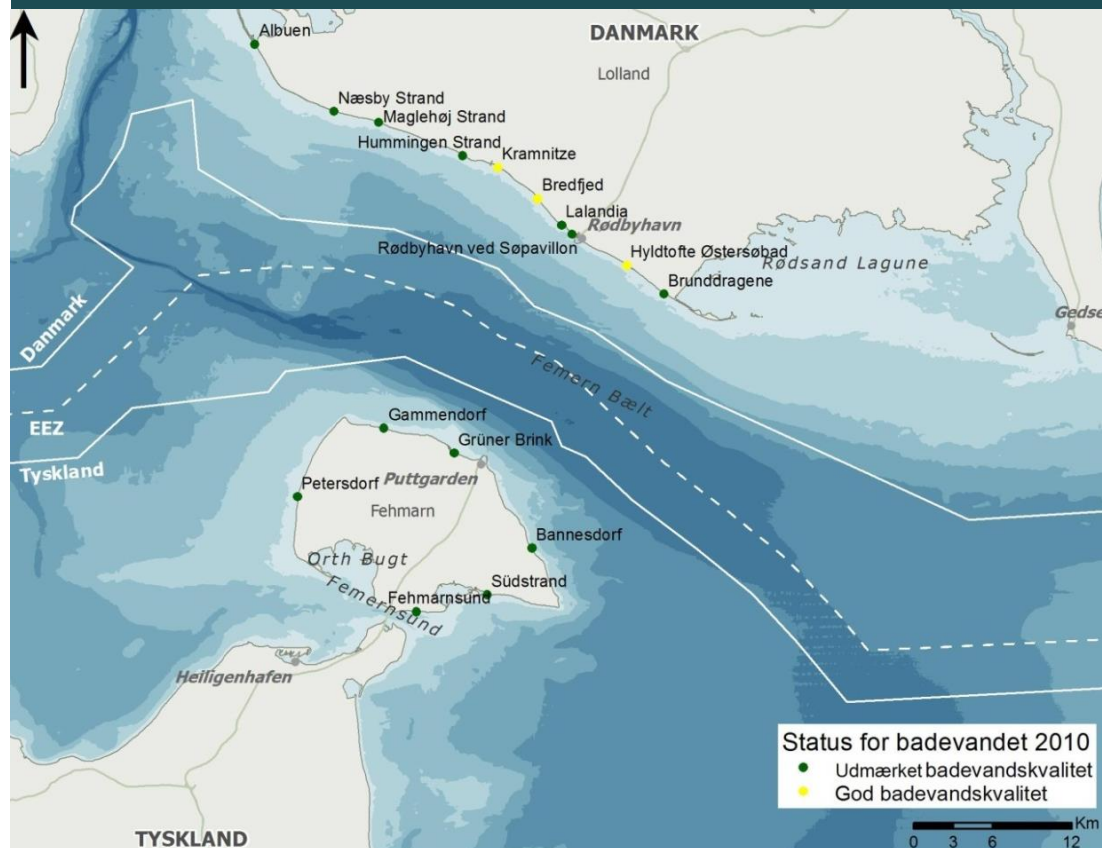 Albuen
DANMARK
Lolland
Næsby Strand
Maglehøj Strand
Hummingen Strand
Kramnitze
Bredfjed
Lalandia
Rødbyhavn
Rødbyhavn ved Søpavillon
Hyldtofte Østersøbad
Rødsand Lagune
Brunddragene
Gedse
Danmark
Femern Bælt
EEZ
Tyskland
Gammendorf
Grüner Brink
Puttgarden
Petersdorf
Fehmarn
Bannesdorf
Orth Bugt
Südstrand
Fehmarnsund
Femernsund
Heiligenhafen
TYSKLAND
Status for badevandet 2010
Udmærket badevandskvalitet
God badevandskvalitet
Km
0 3 6 12